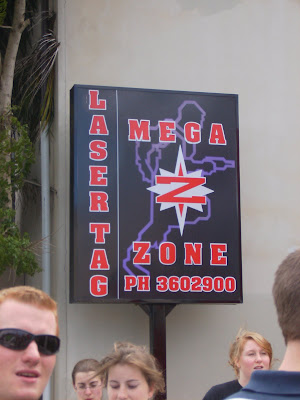 LASER TAG
MEGA
Z
ZONE
PH 3602900